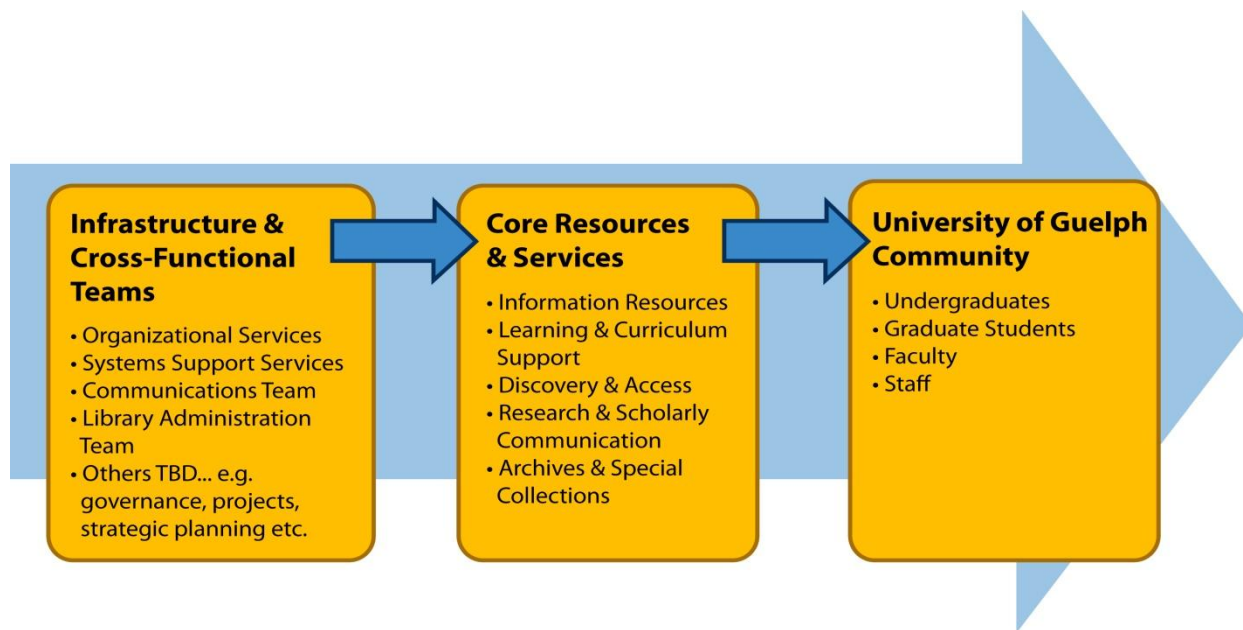 Infrastructure &
Cross-Functional
Teams
• Organizational Services
• Systems Support Services
• Communications Team
• Library Administration
Team
• Others TBD... e.g.
governance, projects,
strategic planning etc.
Core Resources
& Services
• Information Resources
• Learning & Curriculum
Support
• Discovery & Access
• Research & Scholarly
Communication
• Archives & Special
Collections
University of Guelph
Community
• Undergraduates
• Graduate Students
• Faculty
• Staff